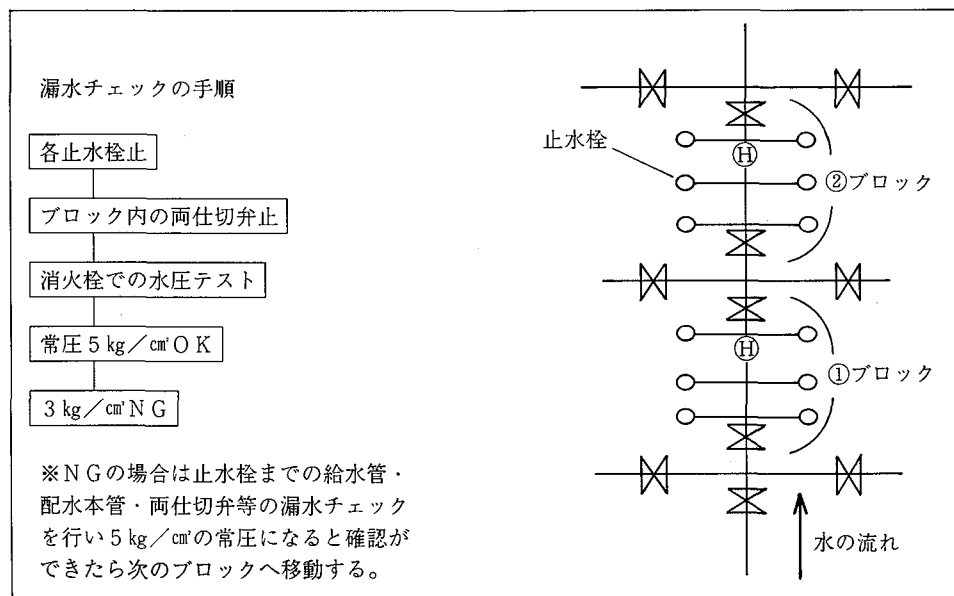 漏水チェックの手順
各止水栓止
ブロック内の両仕切弁止
消火栓での水圧テスト
常圧5㎏／㎠OK
3㎏／㎠NG
※NGの場合は止水栓までの給水管・
配水本管・両仕切弁等の漏水チェック
を行い5㎏／㎠の常圧になると確認が
できたら次のブロックへ移動する。
止水栓
Ⓗ
②ブロック
Ⓗ
①ブロック
水の流れ